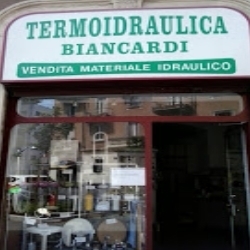 TERMOIDRAULICA
BIANCARDI
VENDITA MATERIALE IDRAULICO